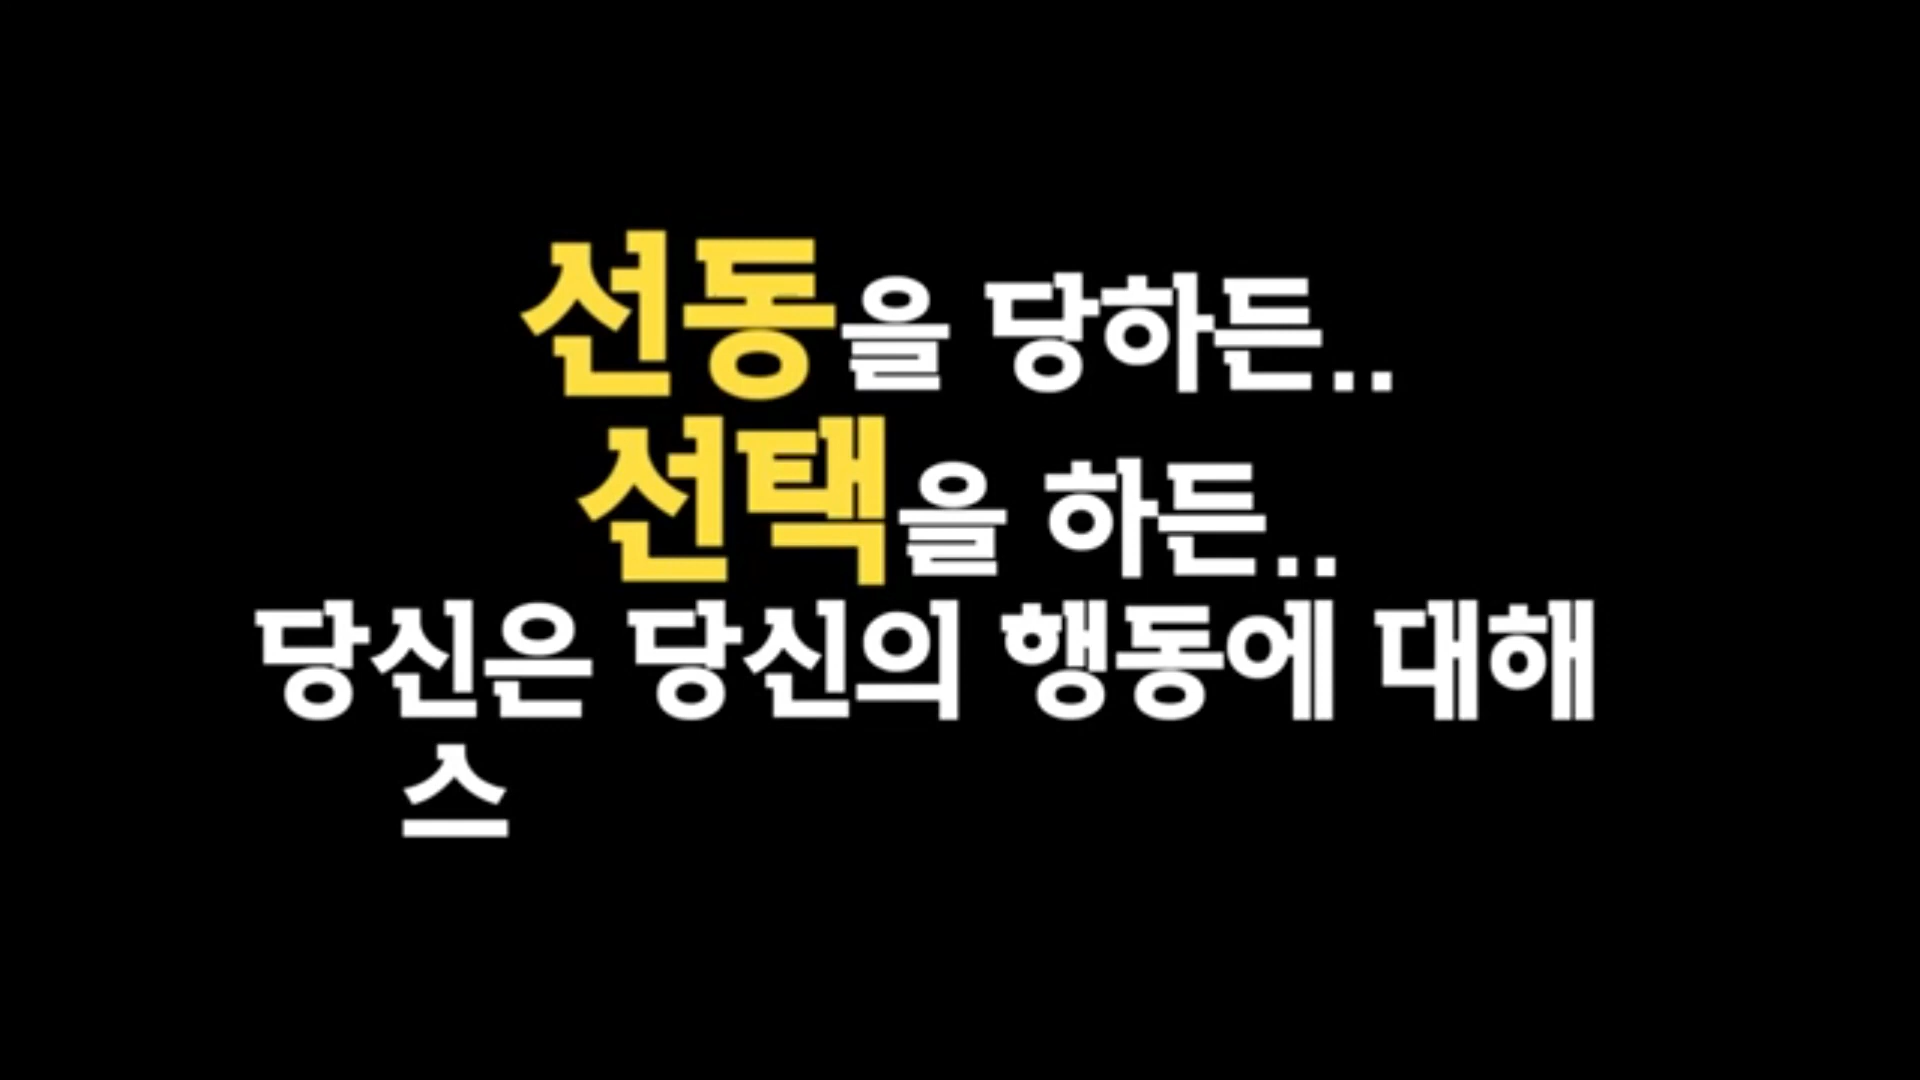 선동을 당하든..
선택을 하든..
당신은 당신의 행동에 대해
스